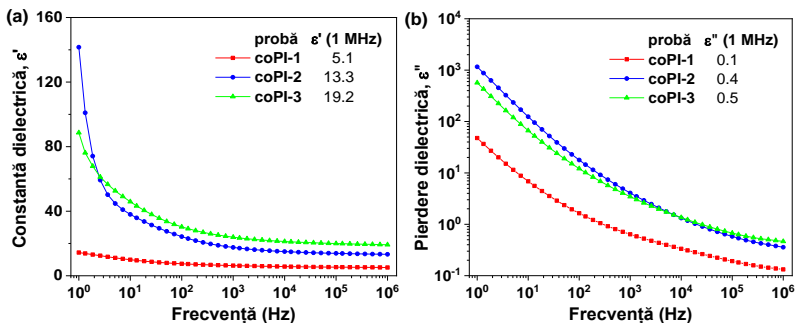 (a)
160
120
80
40
0
Constantă dielectrică, ε'
probă ε' (1 MHz)
coPI-1 5.1
coPI-2 13.3
coPI-3 19.2
10⁰ 10¹ 10² 10³ 10⁴ 10⁵ 10⁶
Frecvență (Hz)
(b)
10⁴
10³
10²
10¹
10⁰
10⁻¹
Pierdere dielectrică, ε"
probă ε" (1 MHz)
coPI-1 0.1
coPI-2 0.4
coPI-3 0.5
10⁰ 10¹ 10² 10³ 10⁴ 10⁵ 10⁶
Frecvență (Hz)